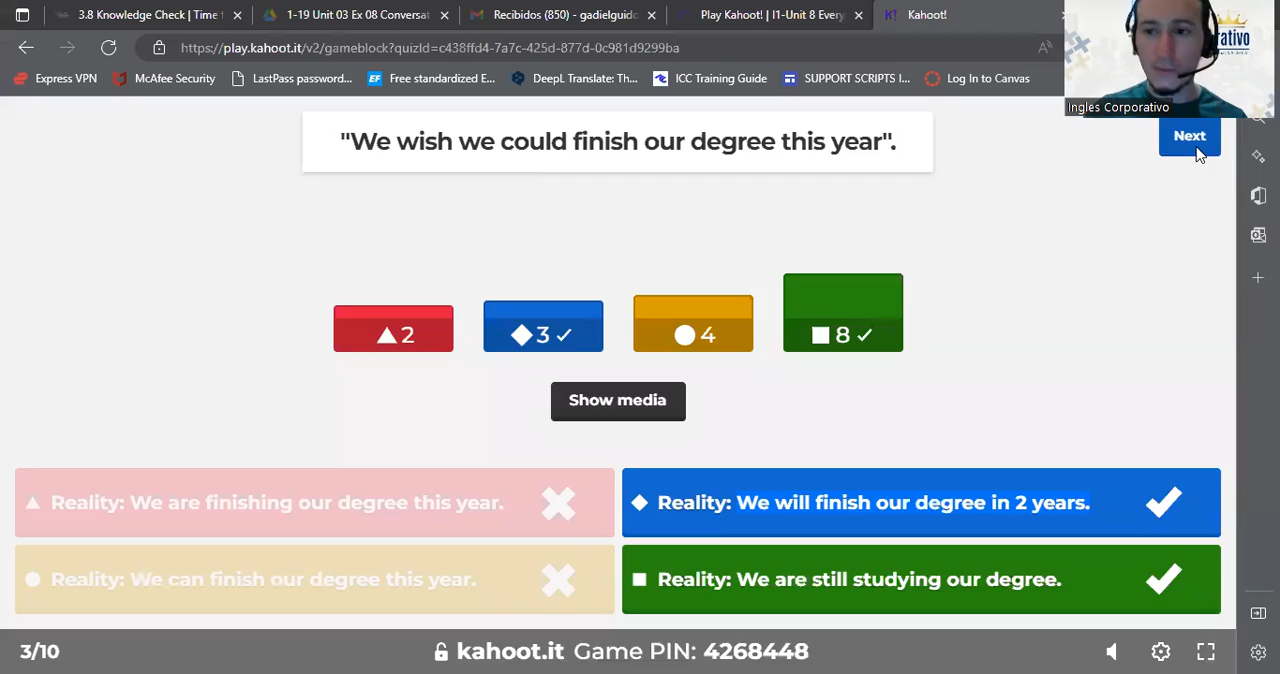 3.8 Knowledge Check | Time
1-19 Unit 03 Ex 08 Conversat
Recibidos (850) - gadielguido
Play Kahoot! | I1-Unit 8 Every
Kahoot!
https://play.kahoot.it/v2/gameblock?quizId=c438ffd4-7a7c-425d-877d-0c981d9299ba
Express VPN
McAfee Security
LastPass password...
EF Free standardized E...
DeepL Translate: Th...
ICC Training Guide
SUPPORT SCRIPTS I...
Log In to Canvas
rativo
Ingles Corporativo
"We wish we could finish our degree this year".
Next
2
3
4
8
Show media
Reality: We are finishing our degree this year.
Reality: We will finish our degree in 2 years.
Reality: We can finish our degree this year.
Reality: We are still studying our degree.
3/10
kahoot.it Game PIN: 4268448